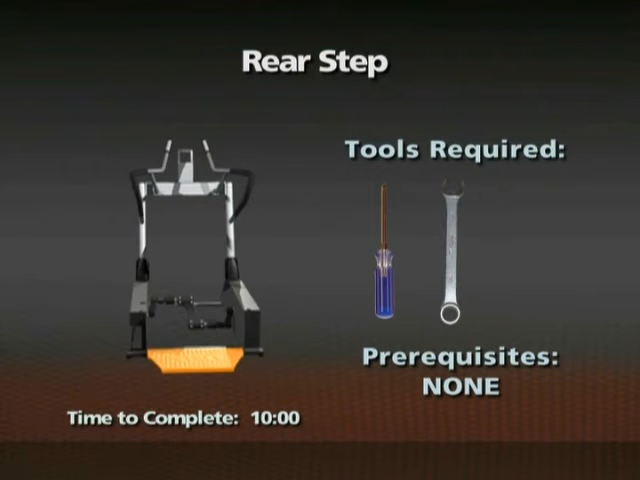 Rear Step
Tools Required:
Prerequisites:
NONE
Time to Complete: 10:00